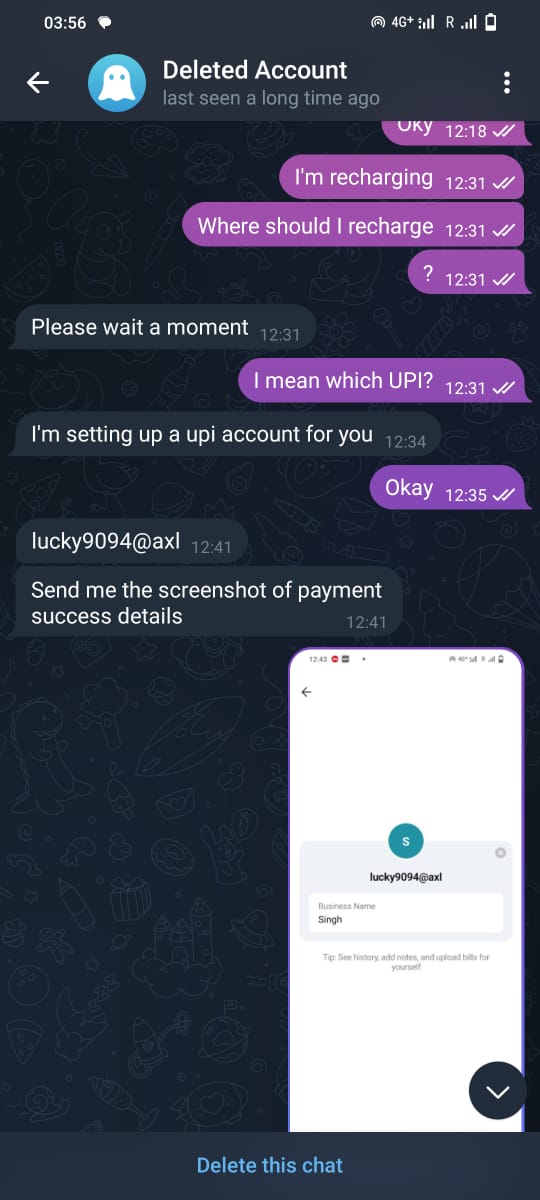 03:56
4G+ R
Deleted Account
last seen a long time ago
Oky 12:18
I'm recharging 12:31
Where should I recharge 12:31
? 12:31
Please wait a moment 12:31
I mean which UPI? 12:31
I'm setting up a upi account for you 12:34
Okay 12:35
lucky9094@axl 12:41
Send me the screenshot of payment
success details 12:41
12:43 4G+ R
S
lucky9094@axl
Business Name
Singh
Tip: See history, add notes, and upload bills for
yourself
Delete this chat